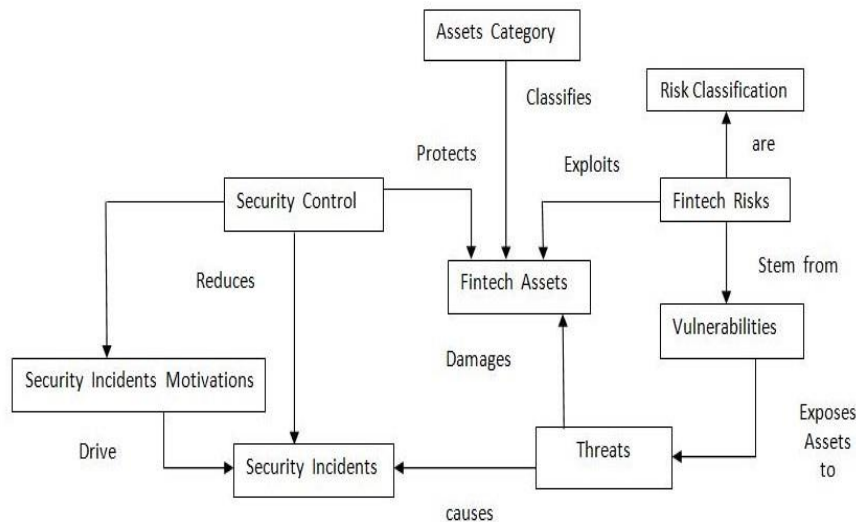 Assets Category
Classifies
Risk Classification
are
Protects
Exploits
Security Control
Fintech Risks
Reduces
Fintech Assets
Stem from
Vulnerabilities
Damages
Security Incidents Motivations
Drive
Security Incidents
Threats
Exposes
Assets
to
causes